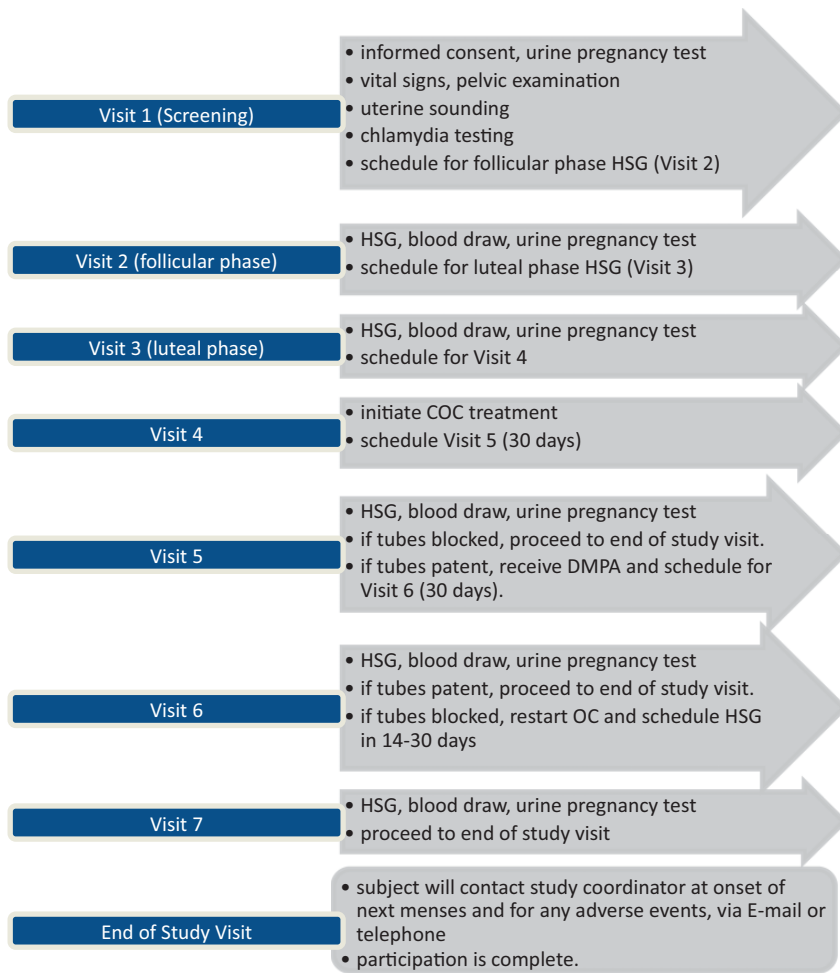 Visit 1 (Screening)
• informed consent, urine pregnancy test
• vital signs, pelvic examination
• uterine sounding
• chlamydia testing
• schedule for follicular phase HSG (Visit 2)
Visit 2 (follicular phase)
• HSG, blood draw, urine pregnancy test
• schedule for luteal phase HSG (Visit 3)
Visit 3 (luteal phase)
• HSG, blood draw, urine pregnancy test
• schedule for Visit 4
Visit 4
• initiate COC treatment
• schedule Visit 5 (30 days)
Visit 5
• HSG, blood draw, urine pregnancy test
• if tubes blocked, proceed to end of study visit.
• if tubes patent, receive DMPA and schedule for
Visit 6 (30 days).
Visit 6
• HSG, blood draw, urine pregnancy test
• if tubes patent, proceed to end of study visit.
• if tubes blocked, restart OC and schedule HSG
in 14-30 days
Visit 7
• HSG, blood draw, urine pregnancy test
• proceed to end of study visit
End of Study Visit
• subject will contact study coordinator at onset of
next menses and for any adverse events, via E-mail or
telephone
• participation is complete.